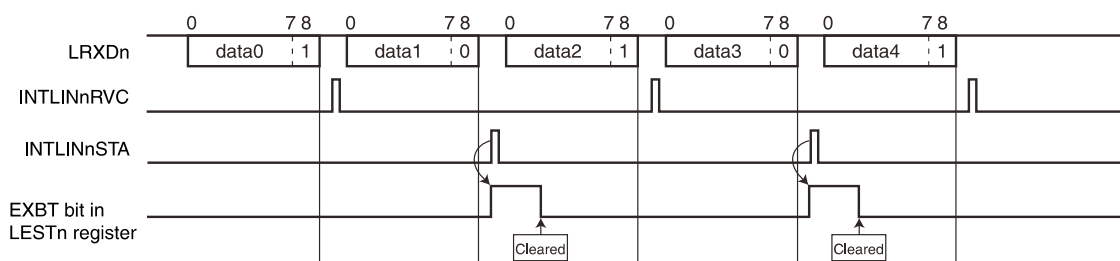 0 7 8 0 7 8 0 7 8 0 7 8 0 7 8
LRXDn data0 1 data1 0 data2 1 data3 0 data4 1
INTLINnRVC
INTLINnSTA
EXBT bit in
LESTn register
Cleared Cleared